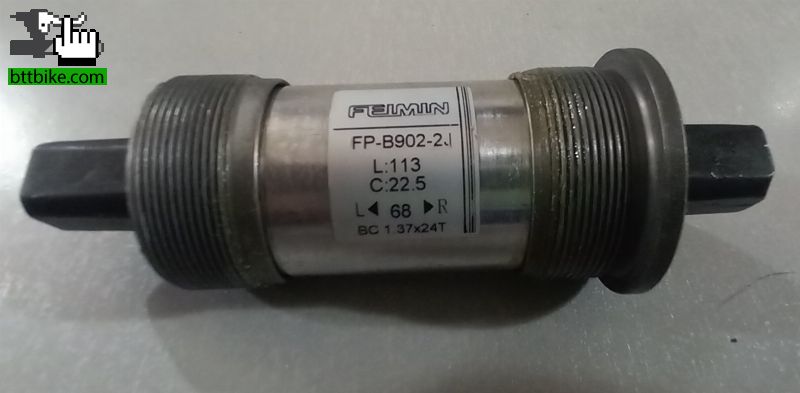 bttbike.com
FEIMIN
FP-B902-2J
L:113
C:22.5
L ◀ 68 ▶ R
BC 1.37x24T